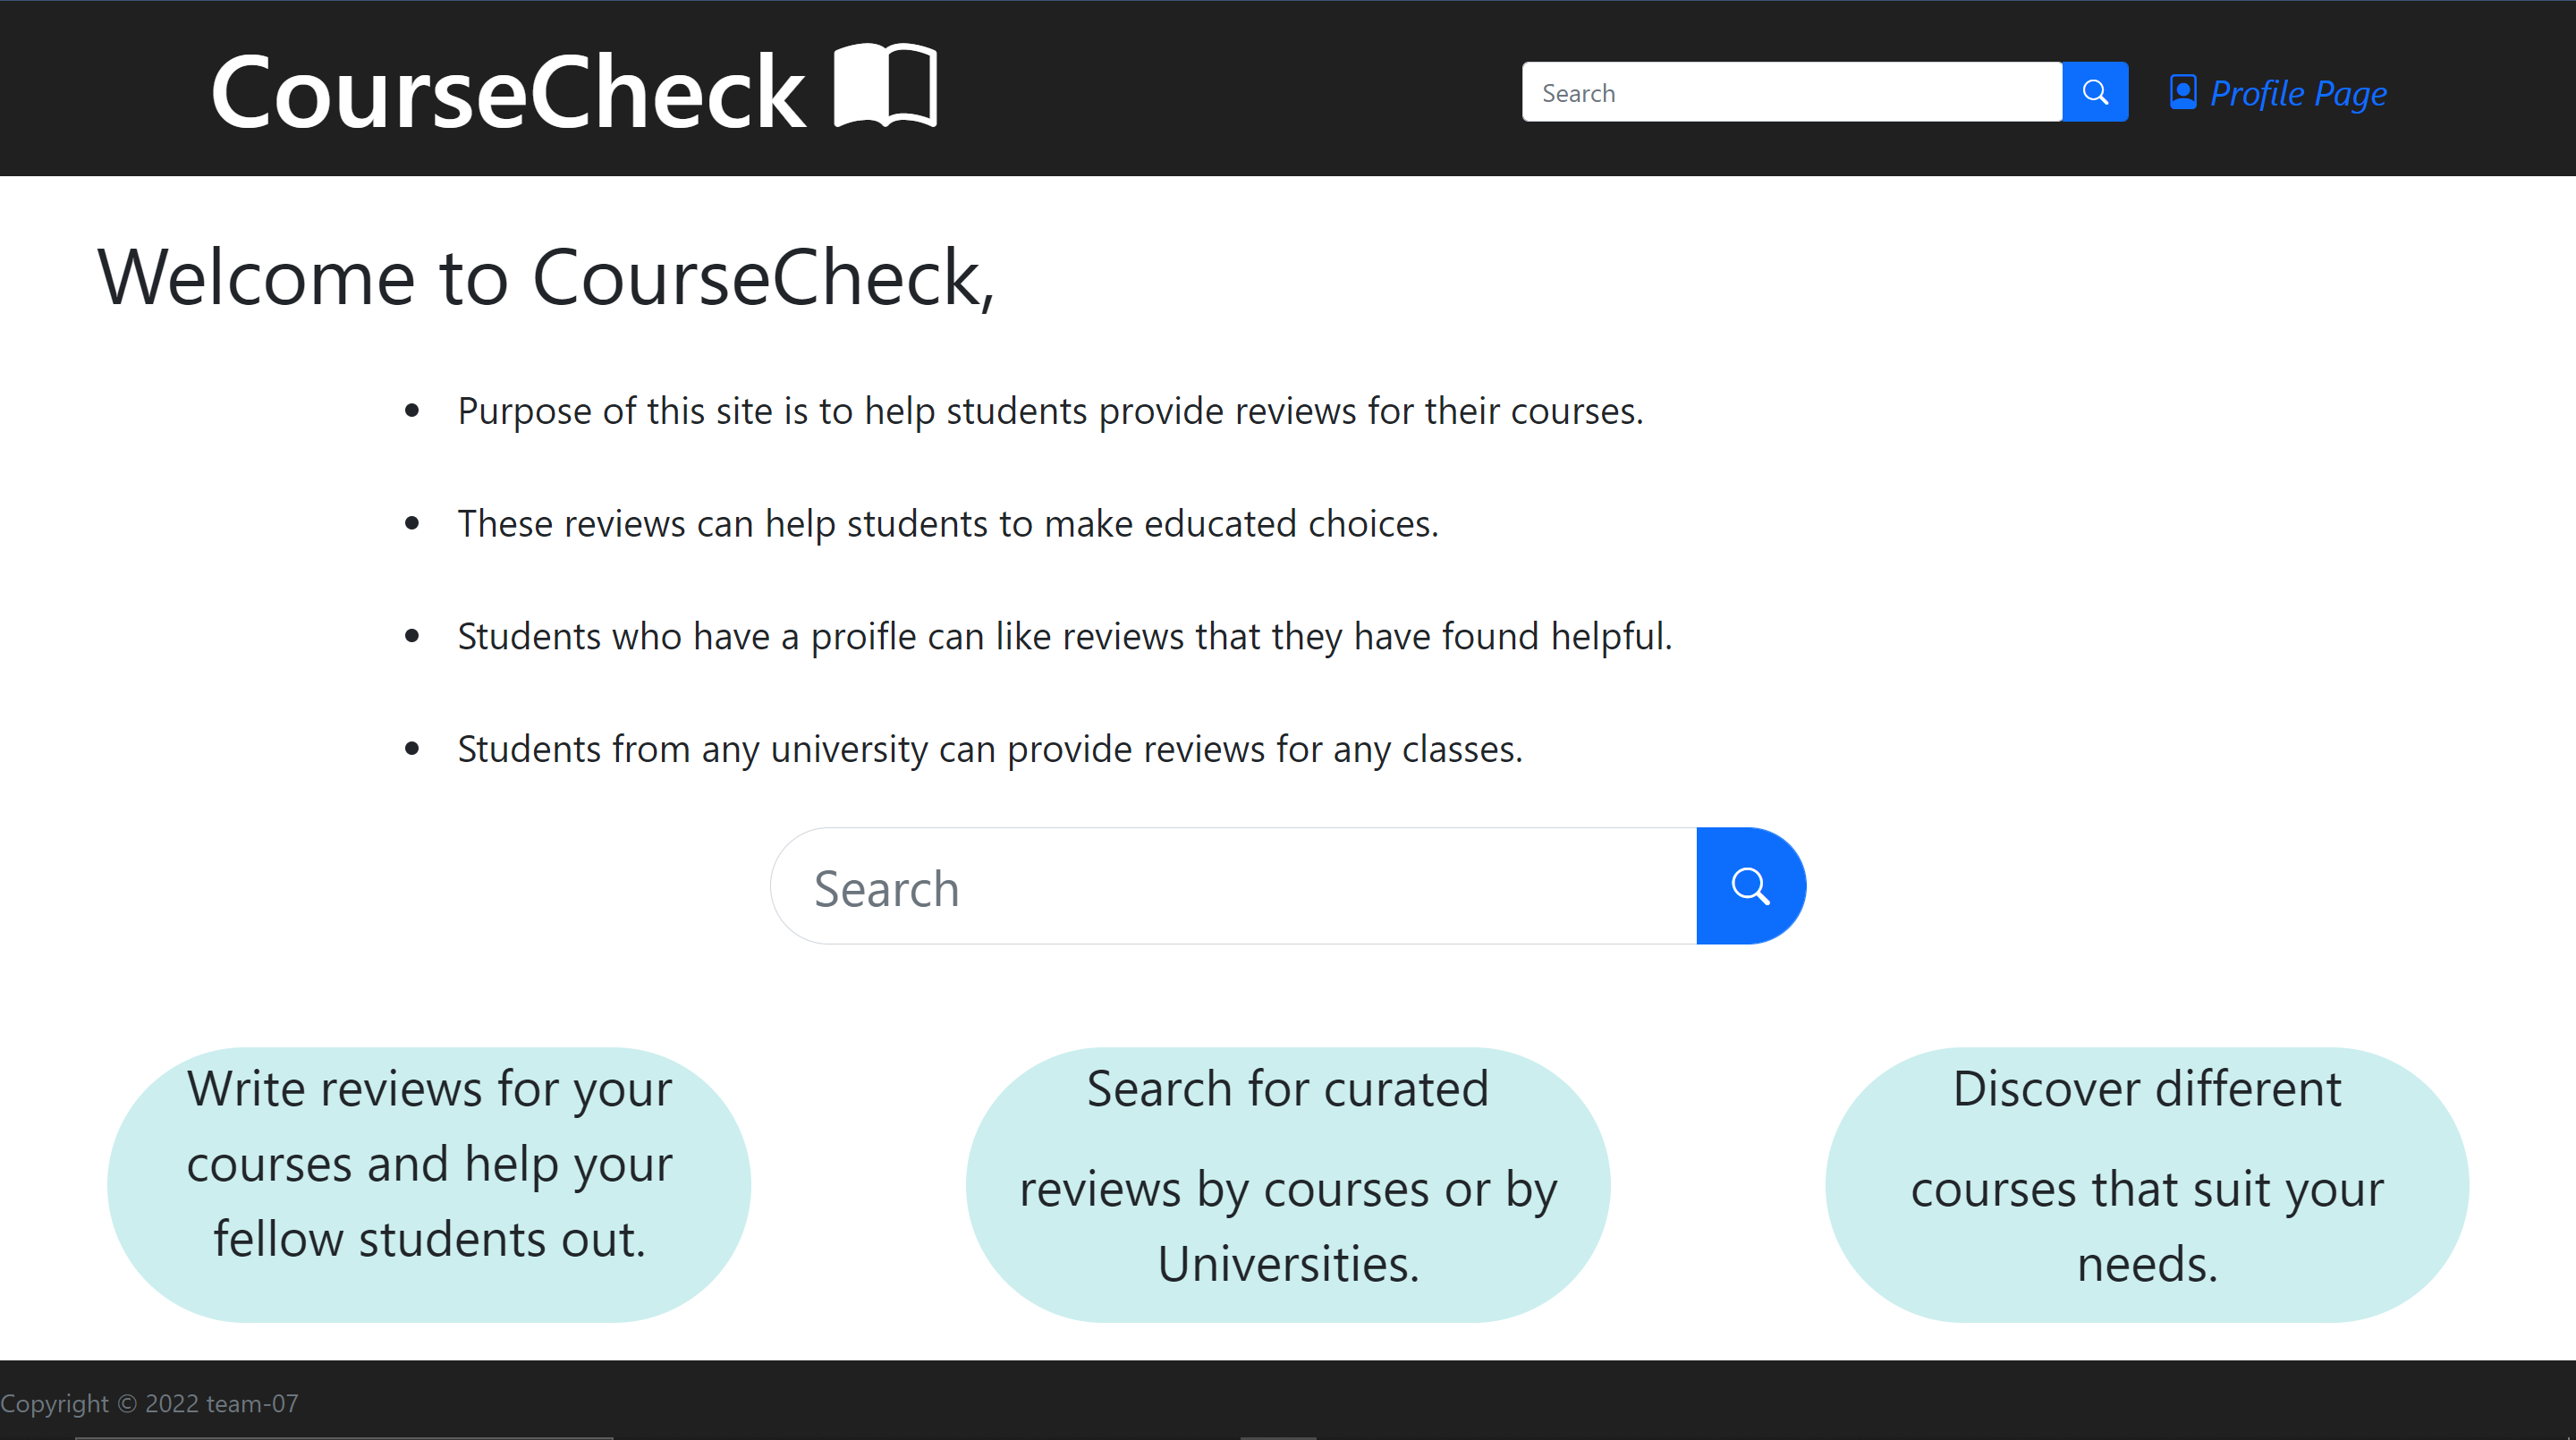 CourseCheck
Search
Profile Page
Welcome to CourseCheck,
Purpose of this site is to help students provide reviews for their courses.
These reviews can help students to make educated choices.
Students who have a proifle can like reviews that they have found helpful.
Students from any university can provide reviews for any classes.
Search
Write reviews for your
courses and help your
fellow students out.
Search for curated
reviews by courses or by
Universities.
Discover different
courses that suit your
needs.
Copyright © 2022 team-07